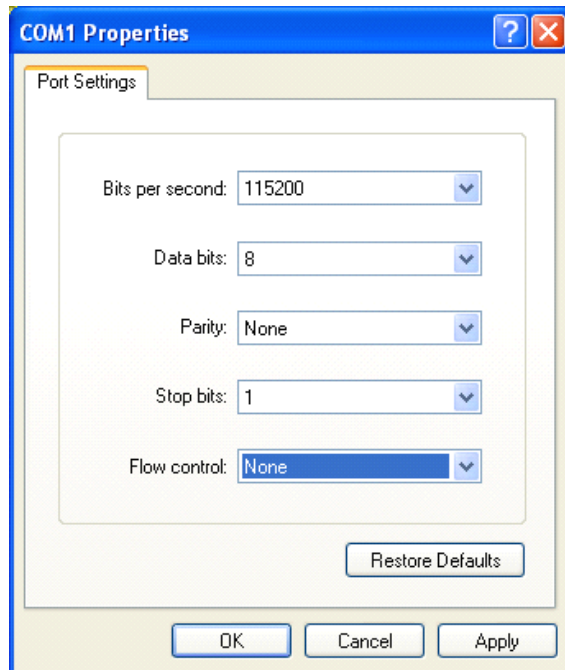 COM1 Properties
Port Settings
Bits per second: 115200
Data bits: 8
Parity: None
Stop bits: 1
Flow control: None
Restore Defaults
OK Cancel Apply